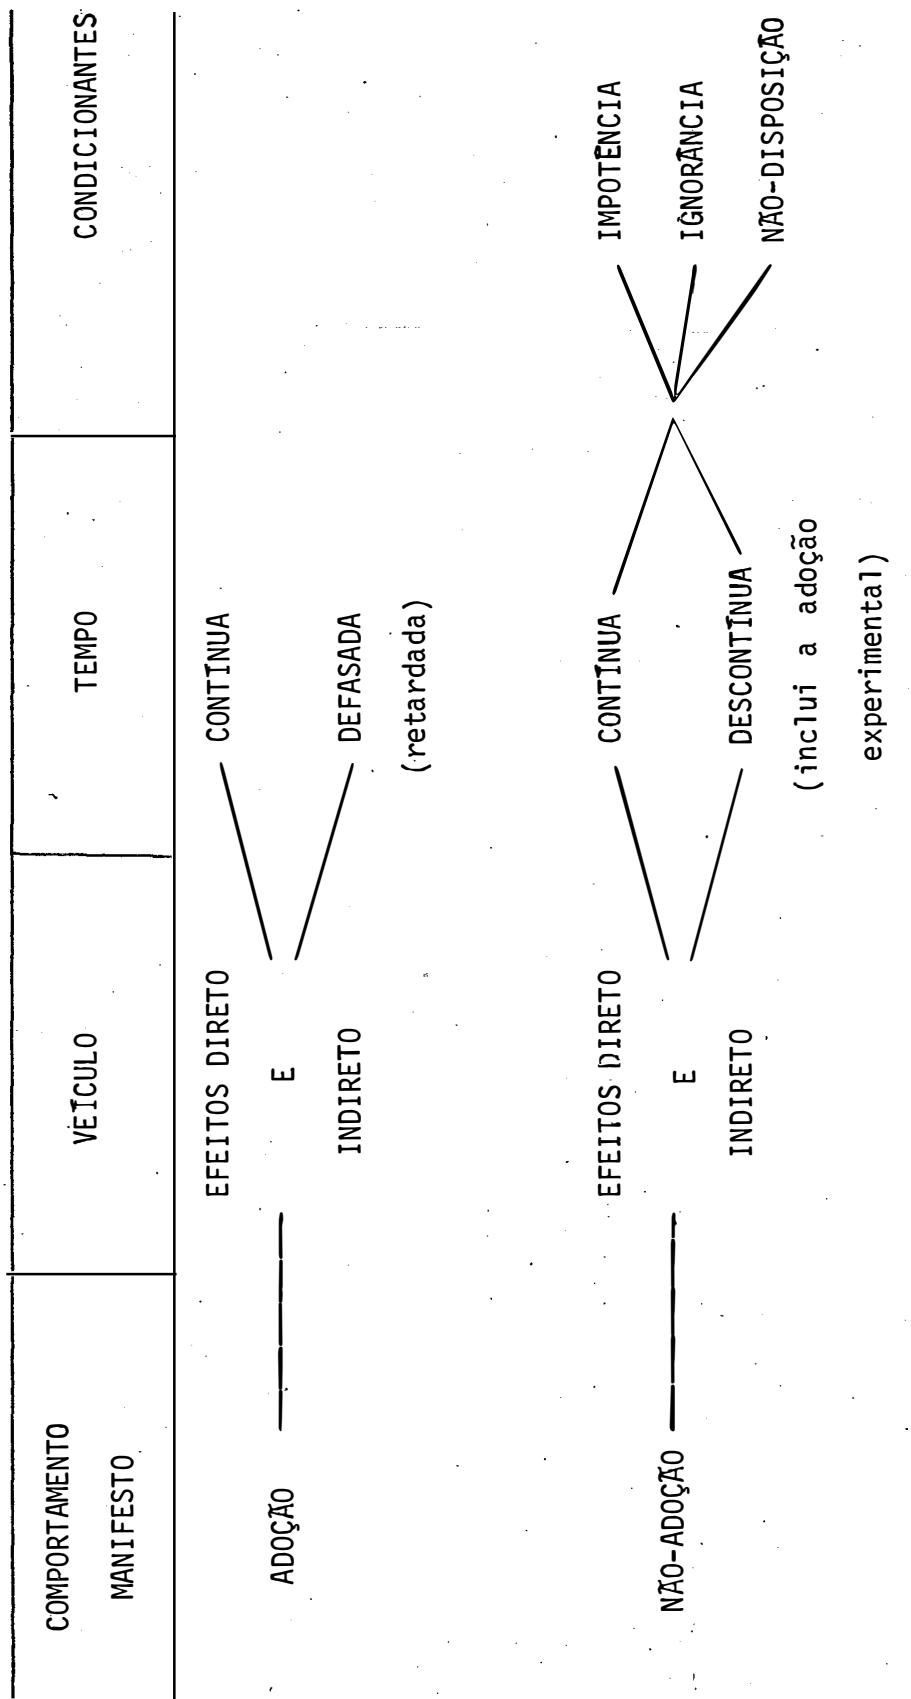 COMPORTAMENTO
MANIFESTO
VEÍCULO
TEMPO
CONDICIONANTES
ADOÇÃO
EFEITOS DIRETO
E
INDIRETO
CONTÍNUA
DEFASADA
(retardada)
NÃO-ADOÇÃO
EFEITOS DIRETO
E
INDIRETO
CONTÍNUA
DESCONTÍNUA
(inclui a adoção
experimental)
IMPOTÊNCIA
IGNORÂNCIA
NÃO-DISPOSIÇÃO